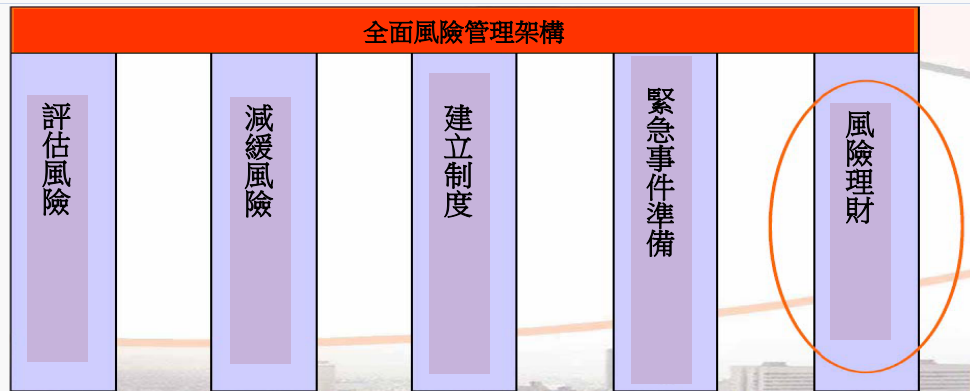 全面風險管理架構
評估風險
減緩風險
建立制度
緊急事件準備
風險理財